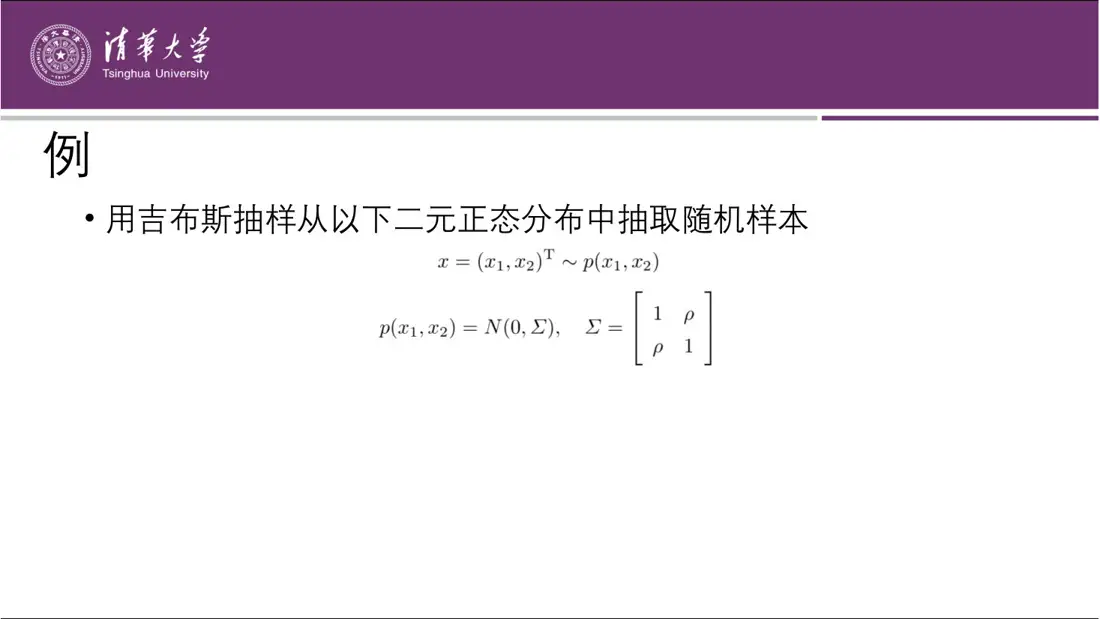 清华大学
Tsinghua University
例
• 用吉布斯抽样从以下二元正态分布中抽取随机样本
x = (x₁, x₂)ᵀ ∼ p(x₁, x₂)
p(x₁, x₂) = N(0, Σ), Σ = [ 1 ρ
ρ 1 ]